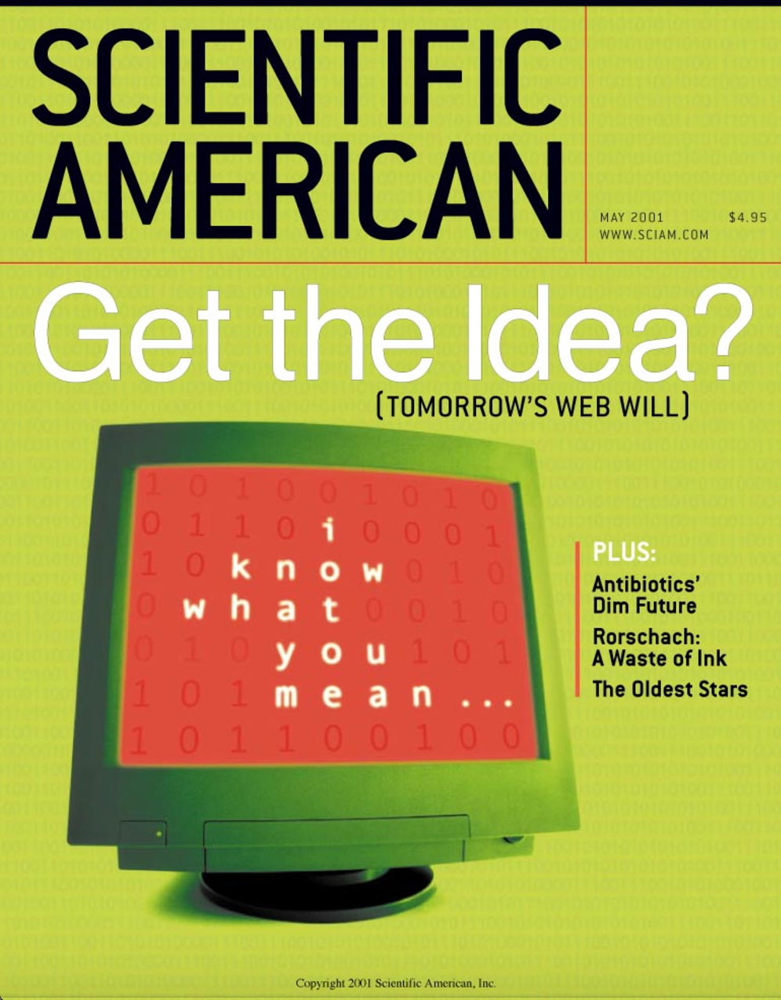 SCIENTIFIC
AMERICAN
MAY 2001 $4.95
WWW.SCIAM.COM
Get the Idea?
(TOMORROW'S WEB WILL)
1 0 1 0 0 1 0 1 0
0 1 1 0 i 0 0 0 1
1 0 k n o w 0 1 0
0 w h a t 0 0 1 0
0 1 0 y o u 1 0 1
1 0 1 m e a n ...
1 0 1 1 0 0 1 0 0
PLUS:
Antibiotics'
Dim Future
Rorschach:
A Waste of Ink
The Oldest Stars
Copyright 2001 Scientific American, Inc.